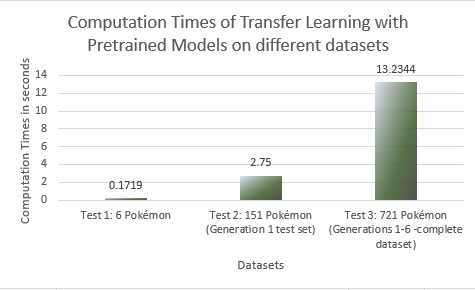 Computation Times of Transfer Learning with
Pretrained Models on different datasets
Computation Times in seconds
14
12
10
8
6
4
2
0
0.1719
2.75
13.2344
Test 1: 6 Pokémon
Test 2: 151 Pokémon
(Generation 1 test set)
Test 3: 721 Pokémon
(Generations 1-6 -complete
dataset)
Datasets